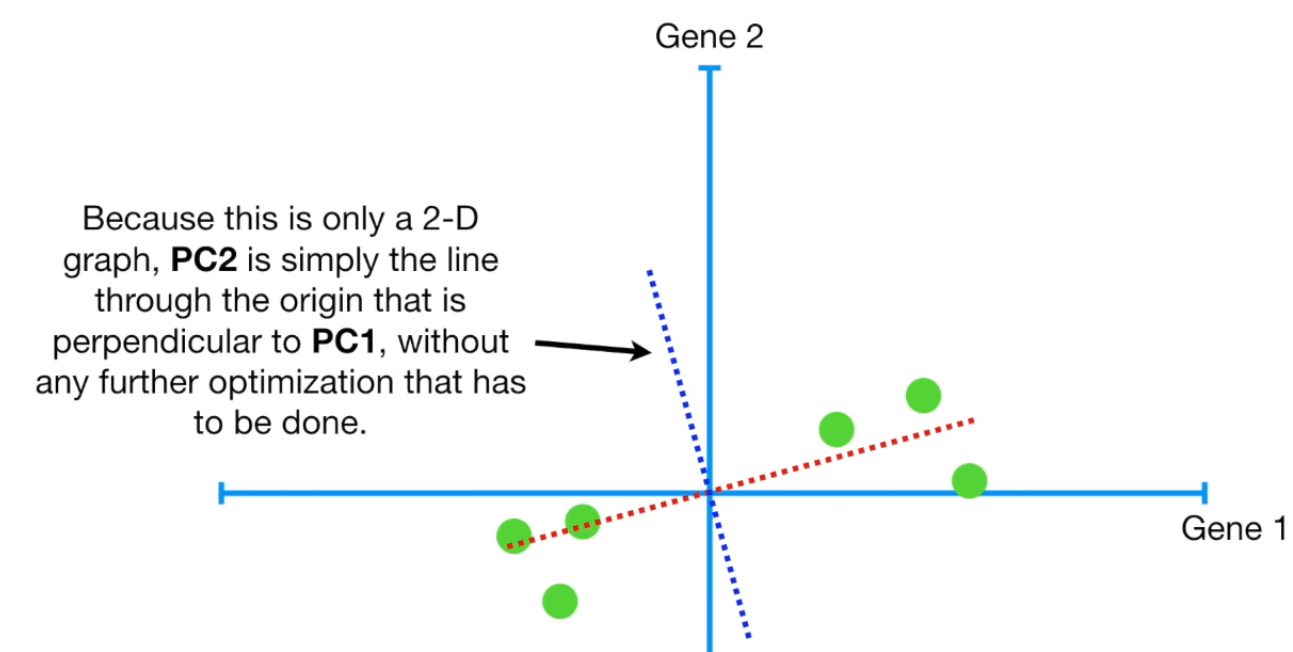 Gene 2
Because this is only a 2-D
graph, PC2 is simply the line
through the origin that is
perpendicular to PC1, without
any further optimization that has
to be done.
Gene 1